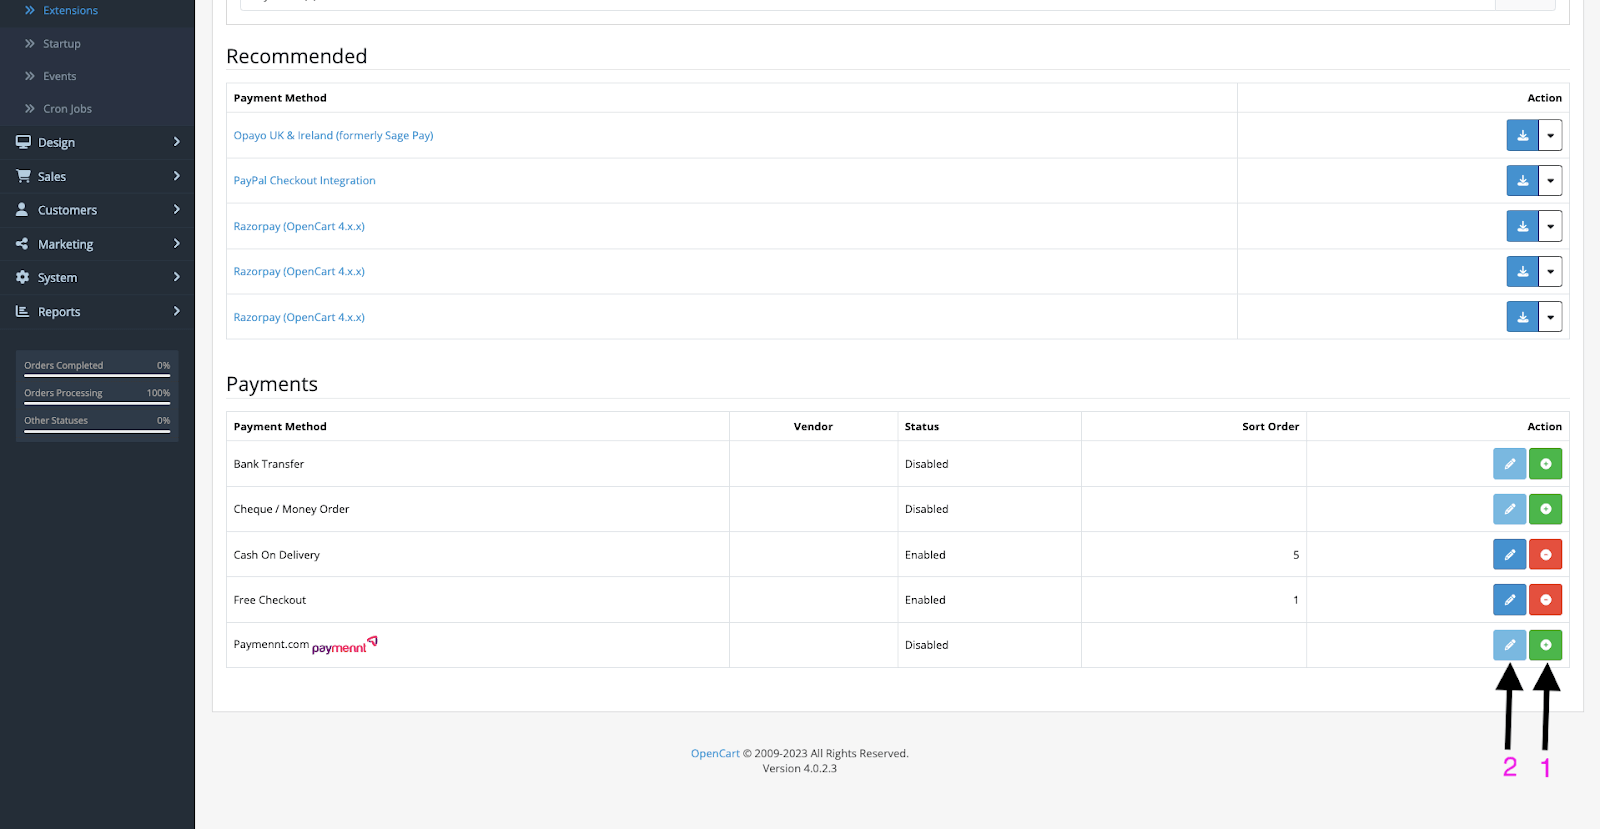 Extensions
Startup
Events
Cron Jobs
Design
Sales
Customers
Marketing
System
Reports
Orders Completed 0%
Orders Processing 100%
Other Statuses 0%
Recommended
Payment Method Action
Opayo UK & Ireland (formerly Sage Pay)
PayPal Checkout Integration
Razorpay (OpenCart 4.x.x)
Razorpay (OpenCart 4.x.x)
Razorpay (OpenCart 4.x.x)
Payments
Payment Method Vendor Status Sort Order Action
Bank Transfer Disabled
Cheque / Money Order Disabled
Cash On Delivery Enabled 5
Free Checkout Enabled 1
Paymennt.com paymennt Disabled
OpenCart © 2009-2023 All Rights Reserved.
Version 4.0.2.3
2 1